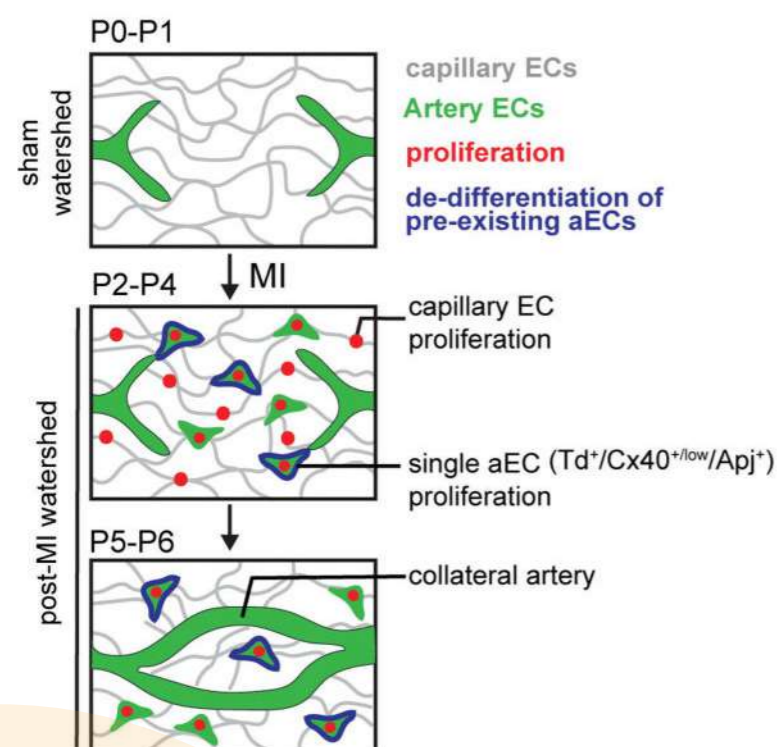 P0-P1
sham
watershed
capillary ECs
Artery ECs
proliferation
de-differentiation of
pre-existing aECs
MI
P2-P4
capillary EC
proliferation
single aEC (Td⁺/Cx40⁺/ˡᵒʷ/Apj⁺)
proliferation
post-MI watershed
P5-P6
collateral artery